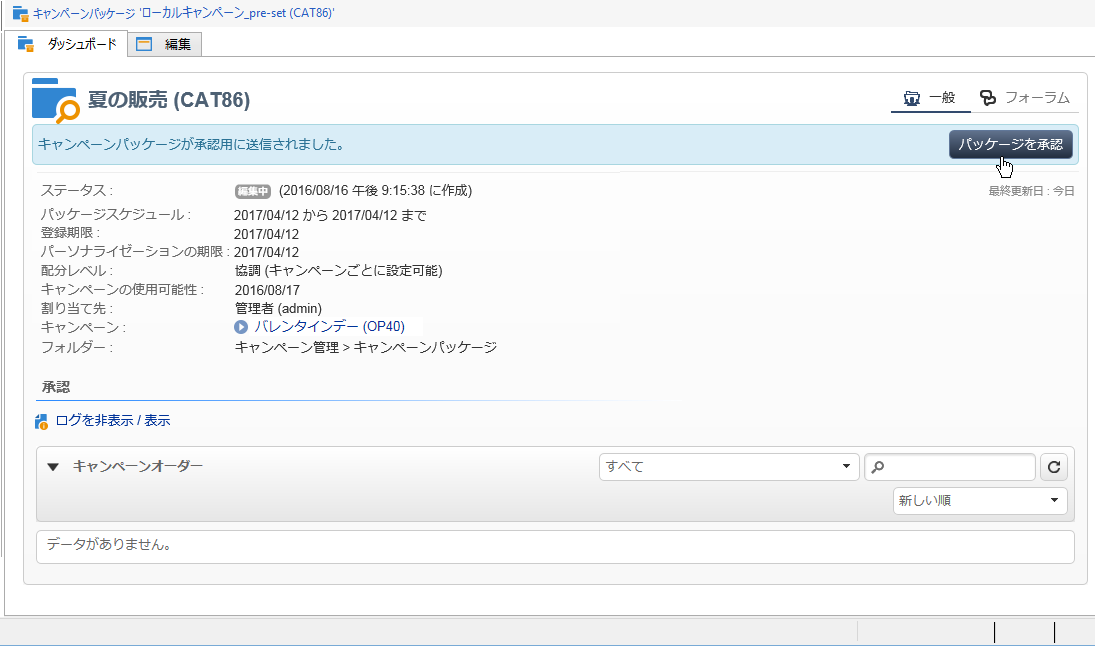 キャンペーンパッケージ 'ローカルキャンペーン_pre-set (CAT86)'
ダッシュボード 編集
夏の販売 (CAT86) 一般 フォーラム
キャンペーンパッケージが承認用に送信されました。 パッケージを承認
ステータス : 編集中 (2016/08/16 午後 9:15:38 に作成) 最終更新日 : 今日
パッケージスケジュール : 2017/04/12 から 2017/04/12 まで
登録期限 : 2017/04/12
パーソナライゼーションの期限 : 2017/04/12
配分レベル : 協調 (キャンペーンごとに設定可能)
キャンペーンの使用可能性 : 2016/08/17
割り当て先 : 管理者 (admin)
キャンペーン : バレンタインデー (OP40)
フォルダー : キャンペーン管理 > キャンペーンパッケージ
承認
ログを非表示 / 表示
キャンペーンオーダー すべて
新しい順
データがありません。